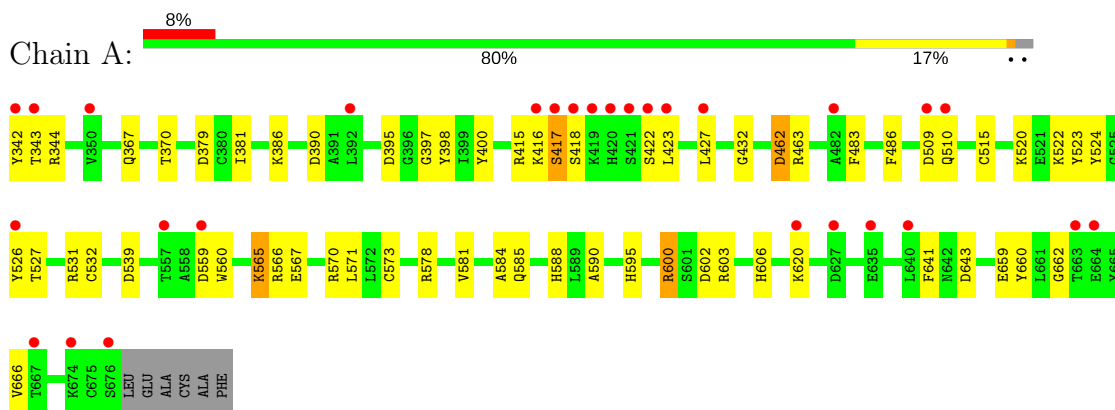 8%
Chain A:
80% 17% • •
Y342 T343 R344 V350 Q367 T370 D379 C380 I381 K386 D390 A391 L392 D395 G396 G397 Y398 I399 Y400 R415 K416 S417 S418 K419 H420 S421 S422 L423 L427 G432 D462 R463 A482 F483 F486 D509 Q510 C515 K520 E521 K522 Y523 Y524 G525
Y526 T527 R531 C532 D539 T557 A558 D559 W560 K565 R566 E567 R570 L571 L572 C573 R578 V581 A584 Q585 H588 L589 A590 H595 R600 S601 D602 R603 H606 K620 D627 E635 L640 F641 N642 D643 E659 Y660 L661 G662 T663 E664 Y665
V666 T667 K674 C675 S676 LEU GLU ALA CYS ALA PHE